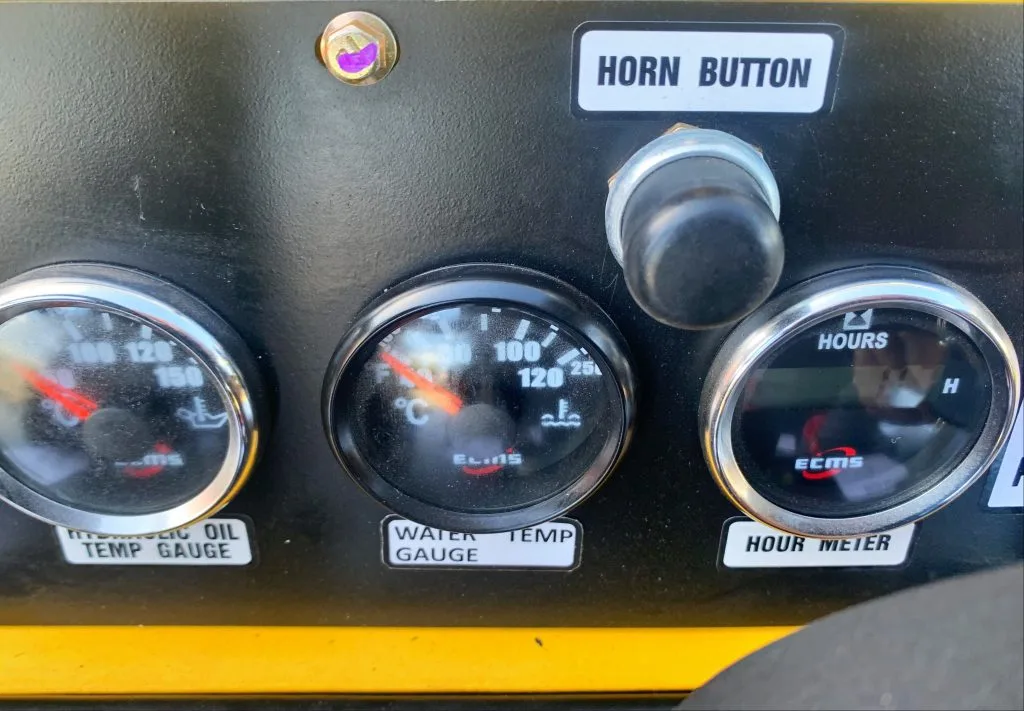 HORN BUTTON
100 120
150
°C
ECMS
HYDRAULIC OIL
TEMP GAUGE
100
120
F
°C
ECMS
WATER TEMP
GAUGE
HOURS
H
ECMS
HOUR METER